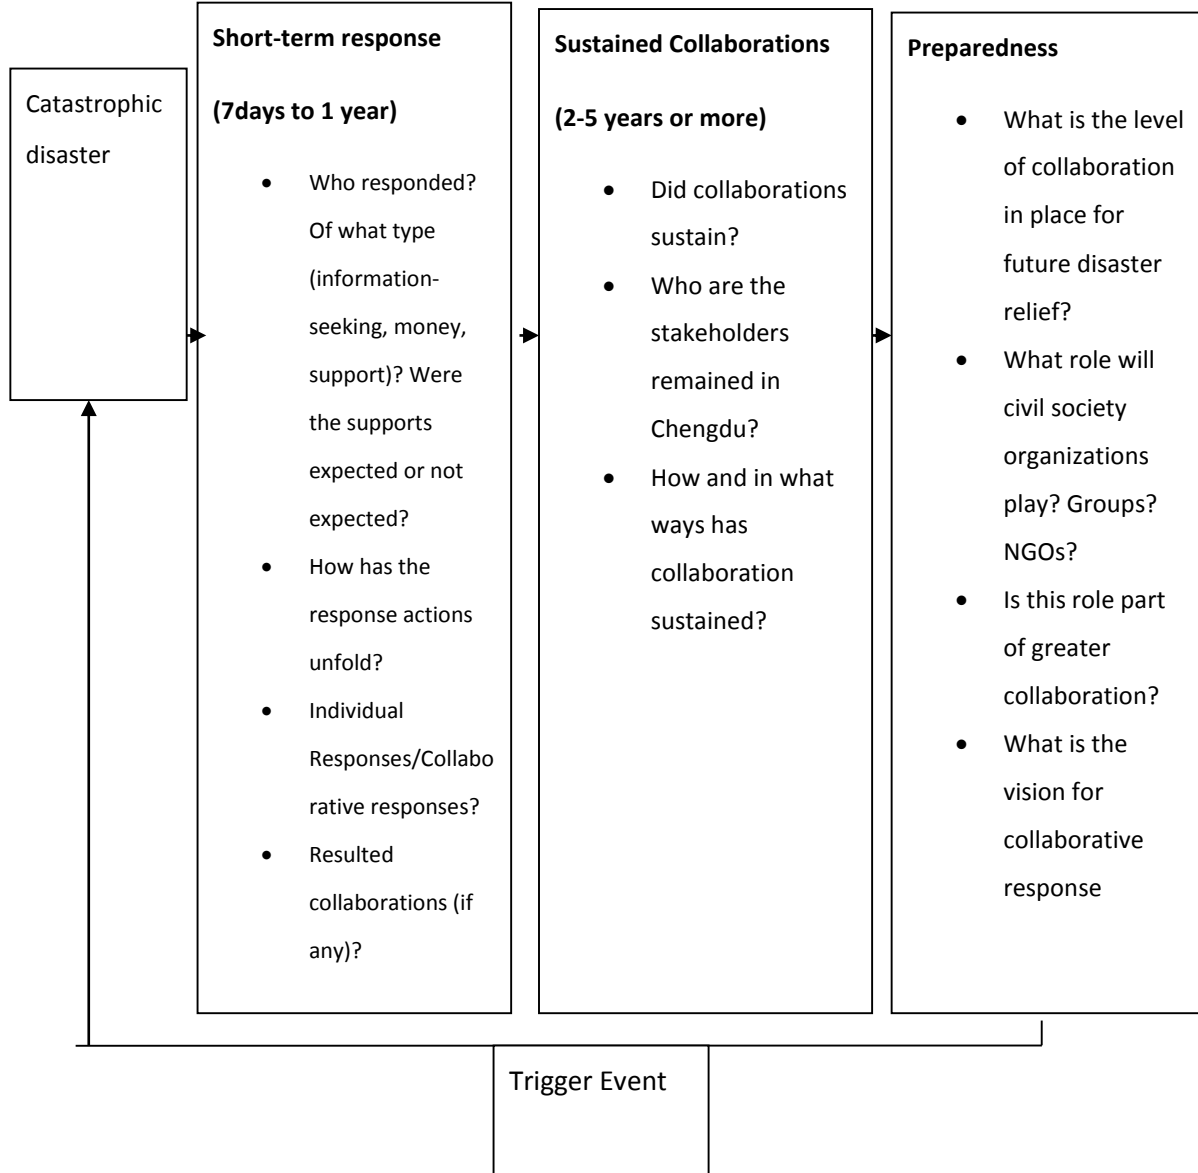 Catastrophic
disaster
Short-term response
(7days to 1 year)
• Who responded?
Of what type
(information-
seeking, money,
support)? Were
the supports
expected or not
expected?
• How has the
response actions
unfold?
• Individual
Responses/Collabo
rative responses?
• Resulted
collaborations (if
any)?
Sustained Collaborations
(2-5 years or more)
• Did collaborations
sustain?
• Who are the
stakeholders
remained in
Chengdu?
• How and in what
ways has
collaboration
sustained?
Preparedness
• What is the level
of collaboration
in place for
future disaster
relief?
• What role will
civil society
organizations
play? Groups?
NGOs?
• Is this role part
of greater
collaboration?
• What is the
vision for
collaborative
response
Trigger Event